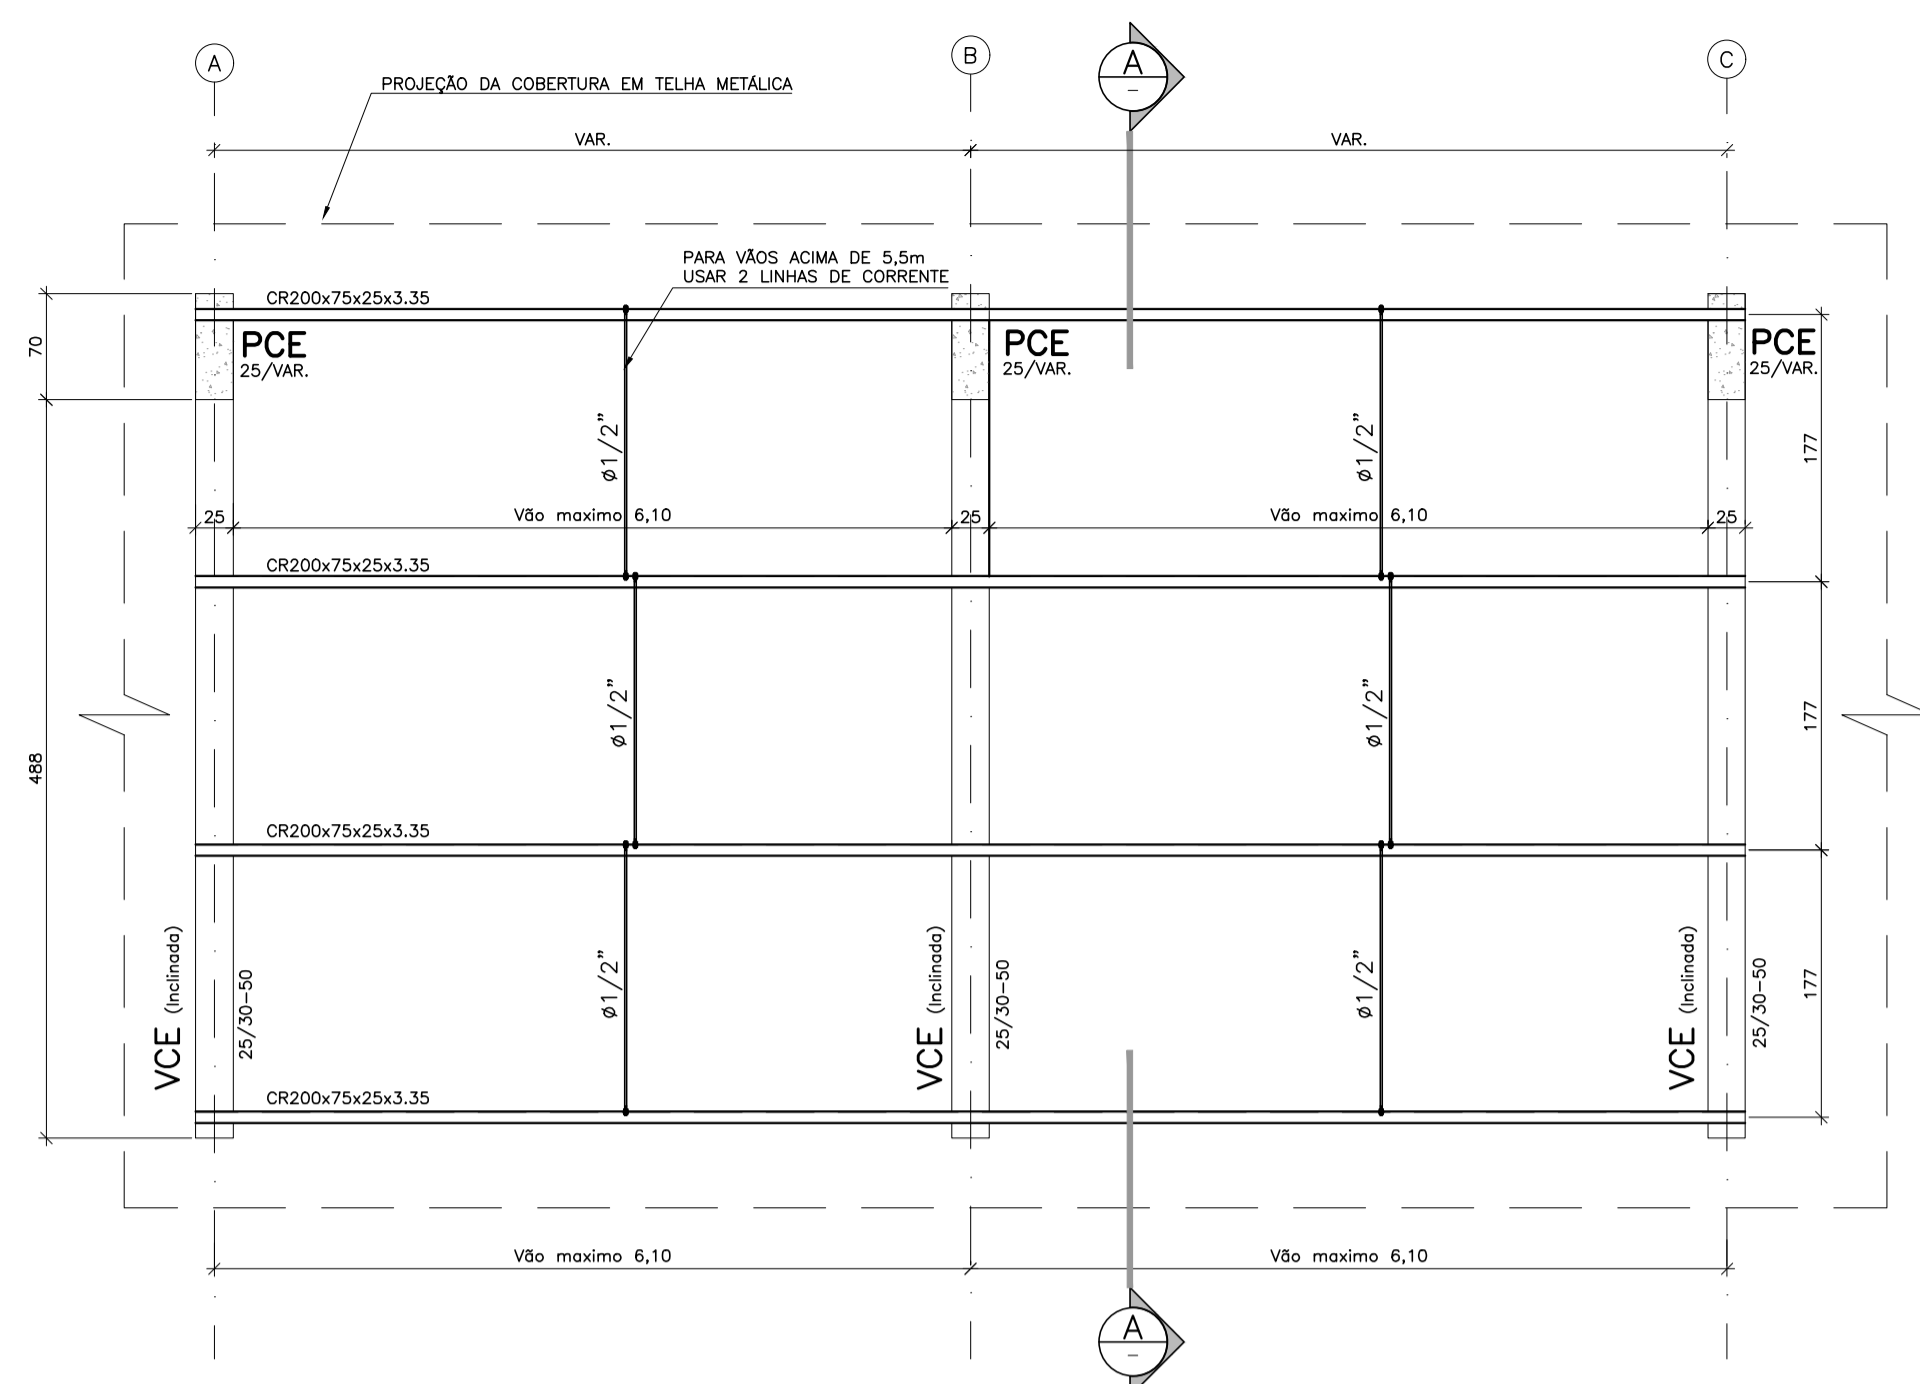 A
B
A
–
C
PROJEÇÃO DA COBERTURA EM TELHA METÁLICA
VAR.
VAR.
PARA VÃOS ACIMA DE 5,5m
USAR 2 LINHAS DE CORRENTE
CR200x75x25x3.35
70
PCE
25/VAR.
PCE
25/VAR.
PCE
25/VAR.
ø1/2"
ø1/2"
177
25
Vão maximo 6,10
25
Vão maximo 6,10
25
CR200x75x25x3.35
488
ø1/2"
ø1/2"
177
CR200x75x25x3.35
VCE (Inclinada)
25/30-50
ø1/2"
VCE (Inclinada)
25/30-50
ø1/2"
VCE (Inclinada)
25/30-50
177
CR200x75x25x3.35
Vão maximo 6,10
Vão maximo 6,10
A
–